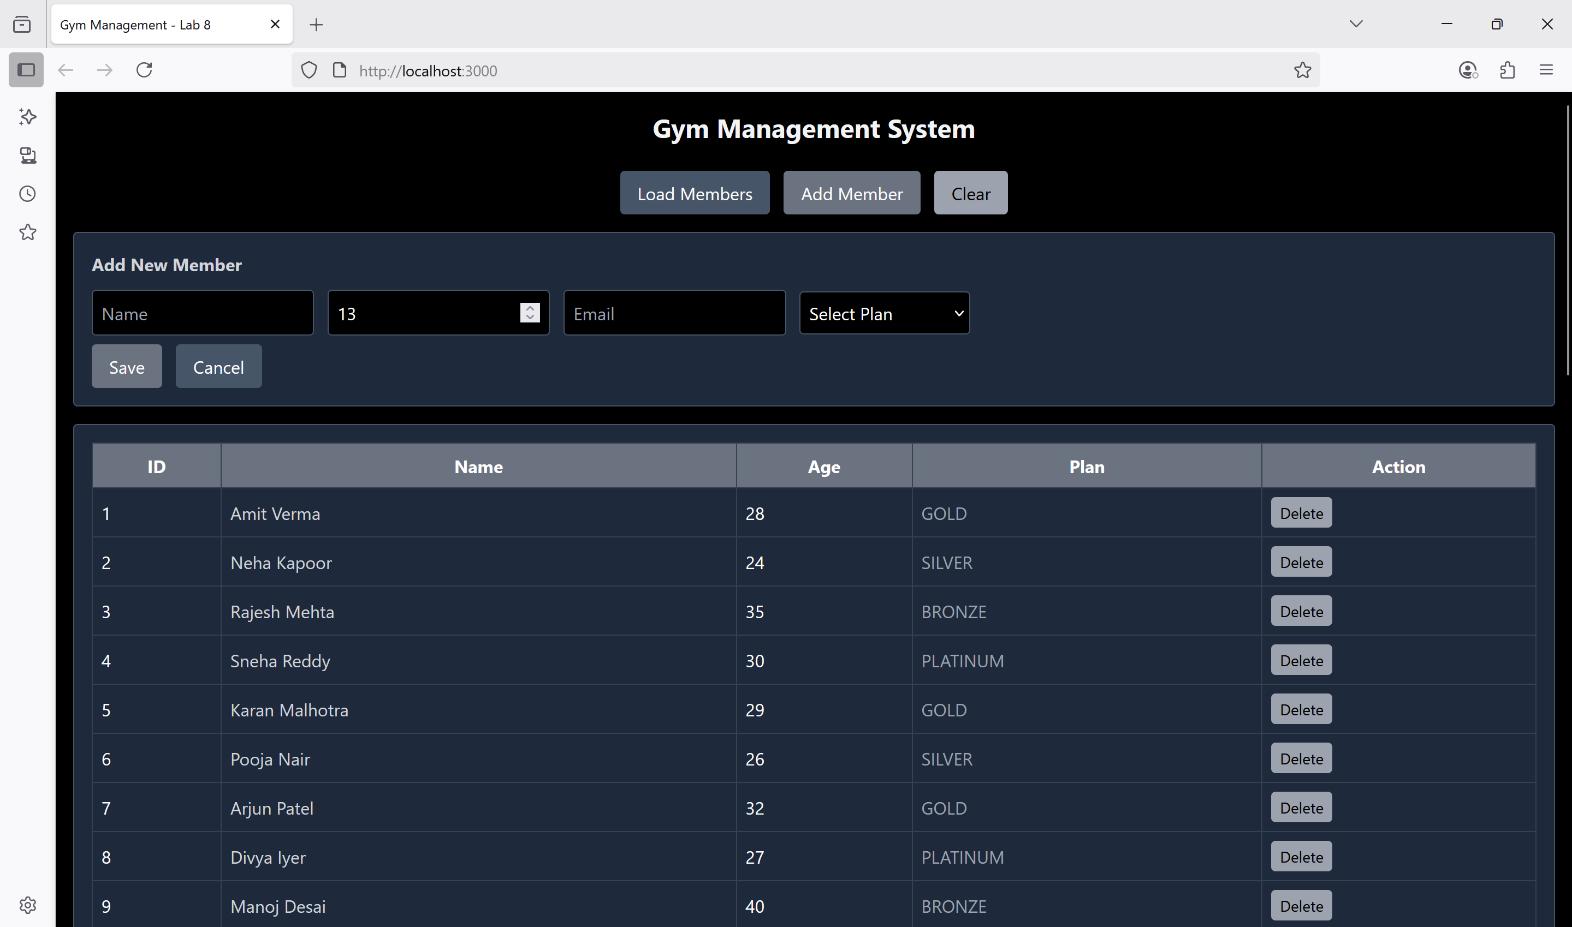 Gym Management - Lab 8
http://localhost:3000
Gym Management System
Load Members Add Member Clear
Add New Member
Name 13 Email Select Plan
Save Cancel
ID Name Age Plan Action
1 Amit Verma 28 GOLD Delete
2 Neha Kapoor 24 SILVER Delete
3 Rajesh Mehta 35 BRONZE Delete
4 Sneha Reddy 30 PLATINUM Delete
5 Karan Malhotra 29 GOLD Delete
6 Pooja Nair 26 SILVER Delete
7 Arjun Patel 32 GOLD Delete
8 Divya Iyer 27 PLATINUM Delete
9 Manoj Desai 40 BRONZE Delete